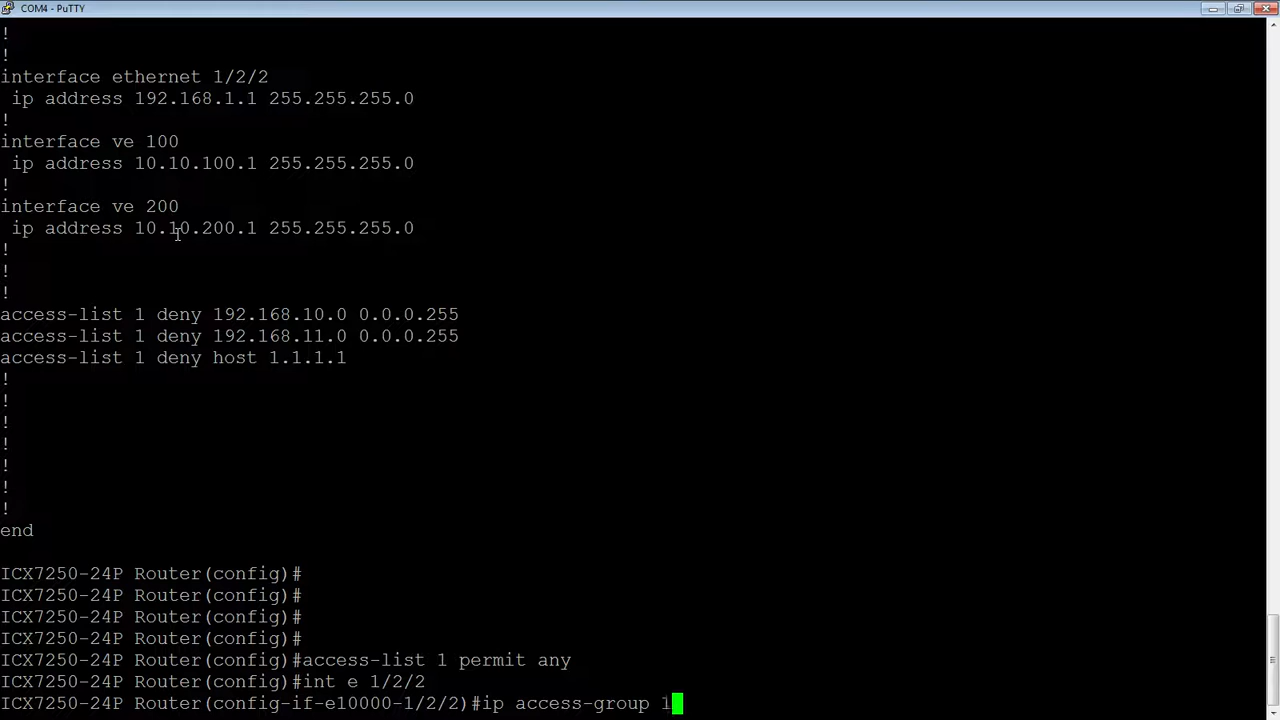 COM4 - PuTTY
!
!
interface ethernet 1/2/2
 ip address 192.168.1.1 255.255.255.0
!
interface ve 100
 ip address 10.10.100.1 255.255.255.0
!
interface ve 200
 ip address 10.10.200.1 255.255.255.0
!
!
!
access-list 1 deny 192.168.10.0 0.0.0.255
access-list 1 deny 192.168.11.0 0.0.0.255
access-list 1 deny host 1.1.1.1
!
!
!
!
!
!
!
end
ICX7250-24P Router(config)#
ICX7250-24P Router(config)#
ICX7250-24P Router(config)#
ICX7250-24P Router(config)#
ICX7250-24P Router(config)#access-list 1 permit any
ICX7250-24P Router(config)#int e 1/2/2
ICX7250-24P Router(config-if-e10000-1/2/2)#ip access-group 1